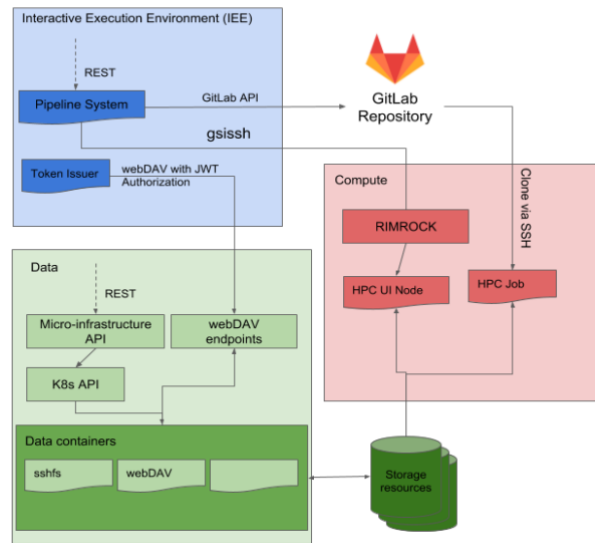 Interactive Execution Environment (IEE)
REST
Pipeline System
GitLab API
GitLab
Repository
gsissh
Token Issuer
webDAV with JWT
Authorization
Clone via SSH
Compute
RIMROCK
HPC UI Node
HPC Job
Data
REST
Micro-infrastructure
API
webDAV
endpoints
K8s API
Data containers
sshfs
webDAV
Storage
resources